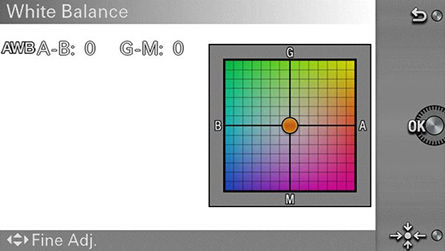 White Balance
AWB A-B: 0 G-M: 0
G
B A
OK
M
Fine Adj.